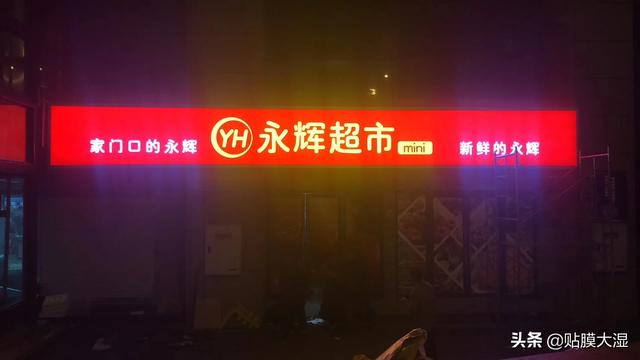 家门口的永辉
YH 永辉超市 mini
新鲜的永辉
头条 @贴膜大湿